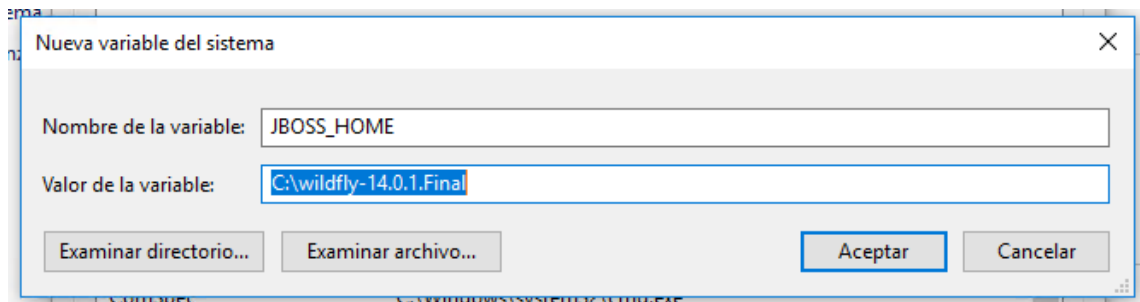 Nueva variable del sistema
Nombre de la variable: JBOSS_HOME
Valor de la variable: C:\wildfly-14.0.1.Final
Examinar directorio... Examinar archivo... Aceptar Cancelar